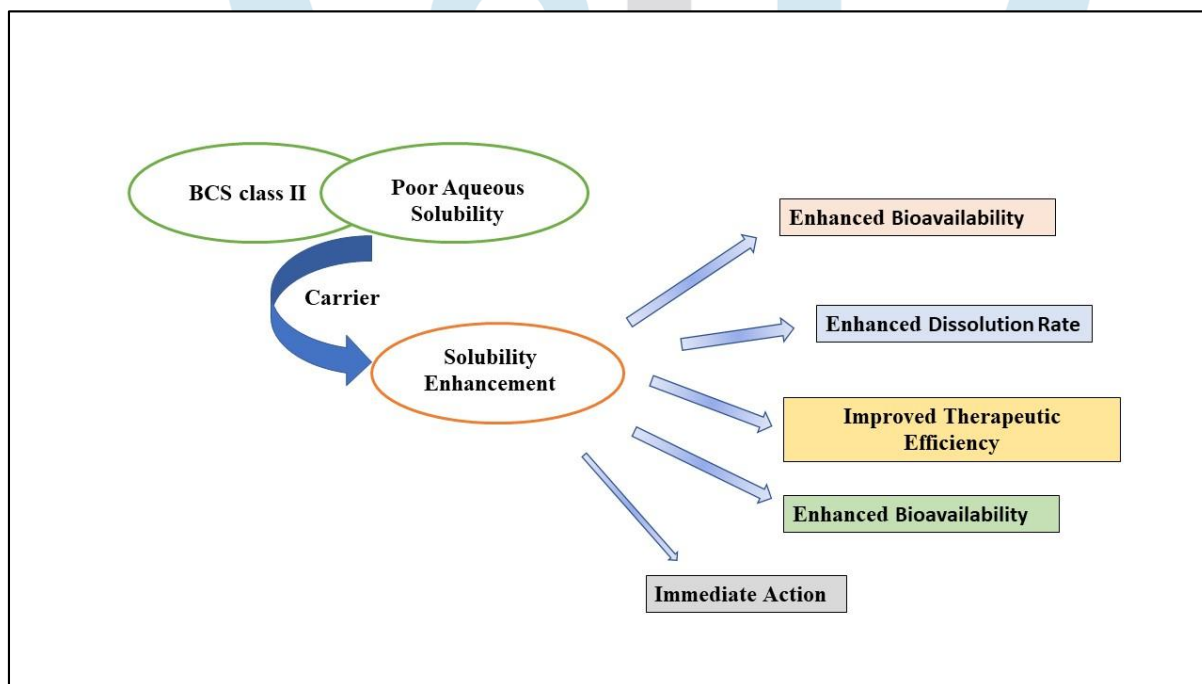 BCS class II
Poor Aqueous
Solubility
Carrier
Solubility
Enhancement
Enhanced Bioavailability
Enhanced Dissolution Rate
Improved Therapeutic
Efficiency
Enhanced Bioavailability
Immediate Action